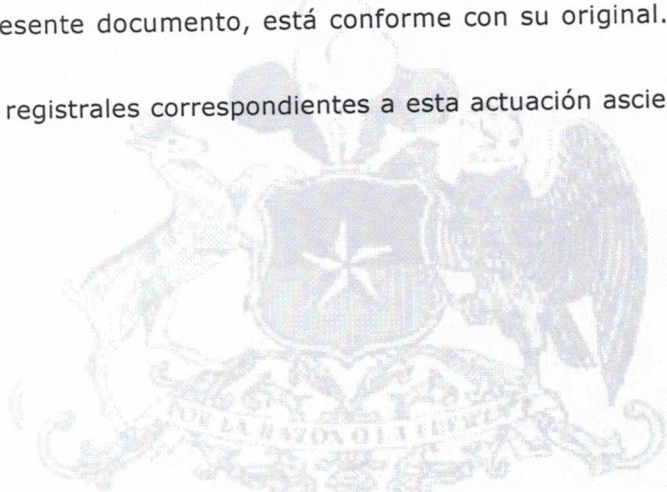 esente documento, está conforme con su original.
registrales correspondientes a esta actuación ascie
POR LA RAZON O LA FUERZA